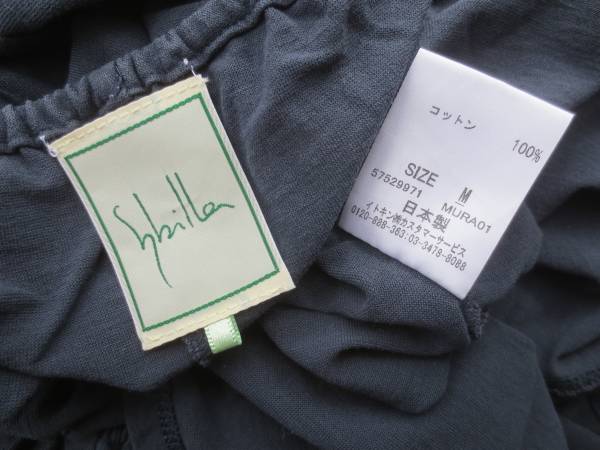 Sybilla
コットン 100%
SIZE M
57529971 MURA01
日本製
イトキン㈱カスタマーサービス
0120-888-363:03-3478-8088